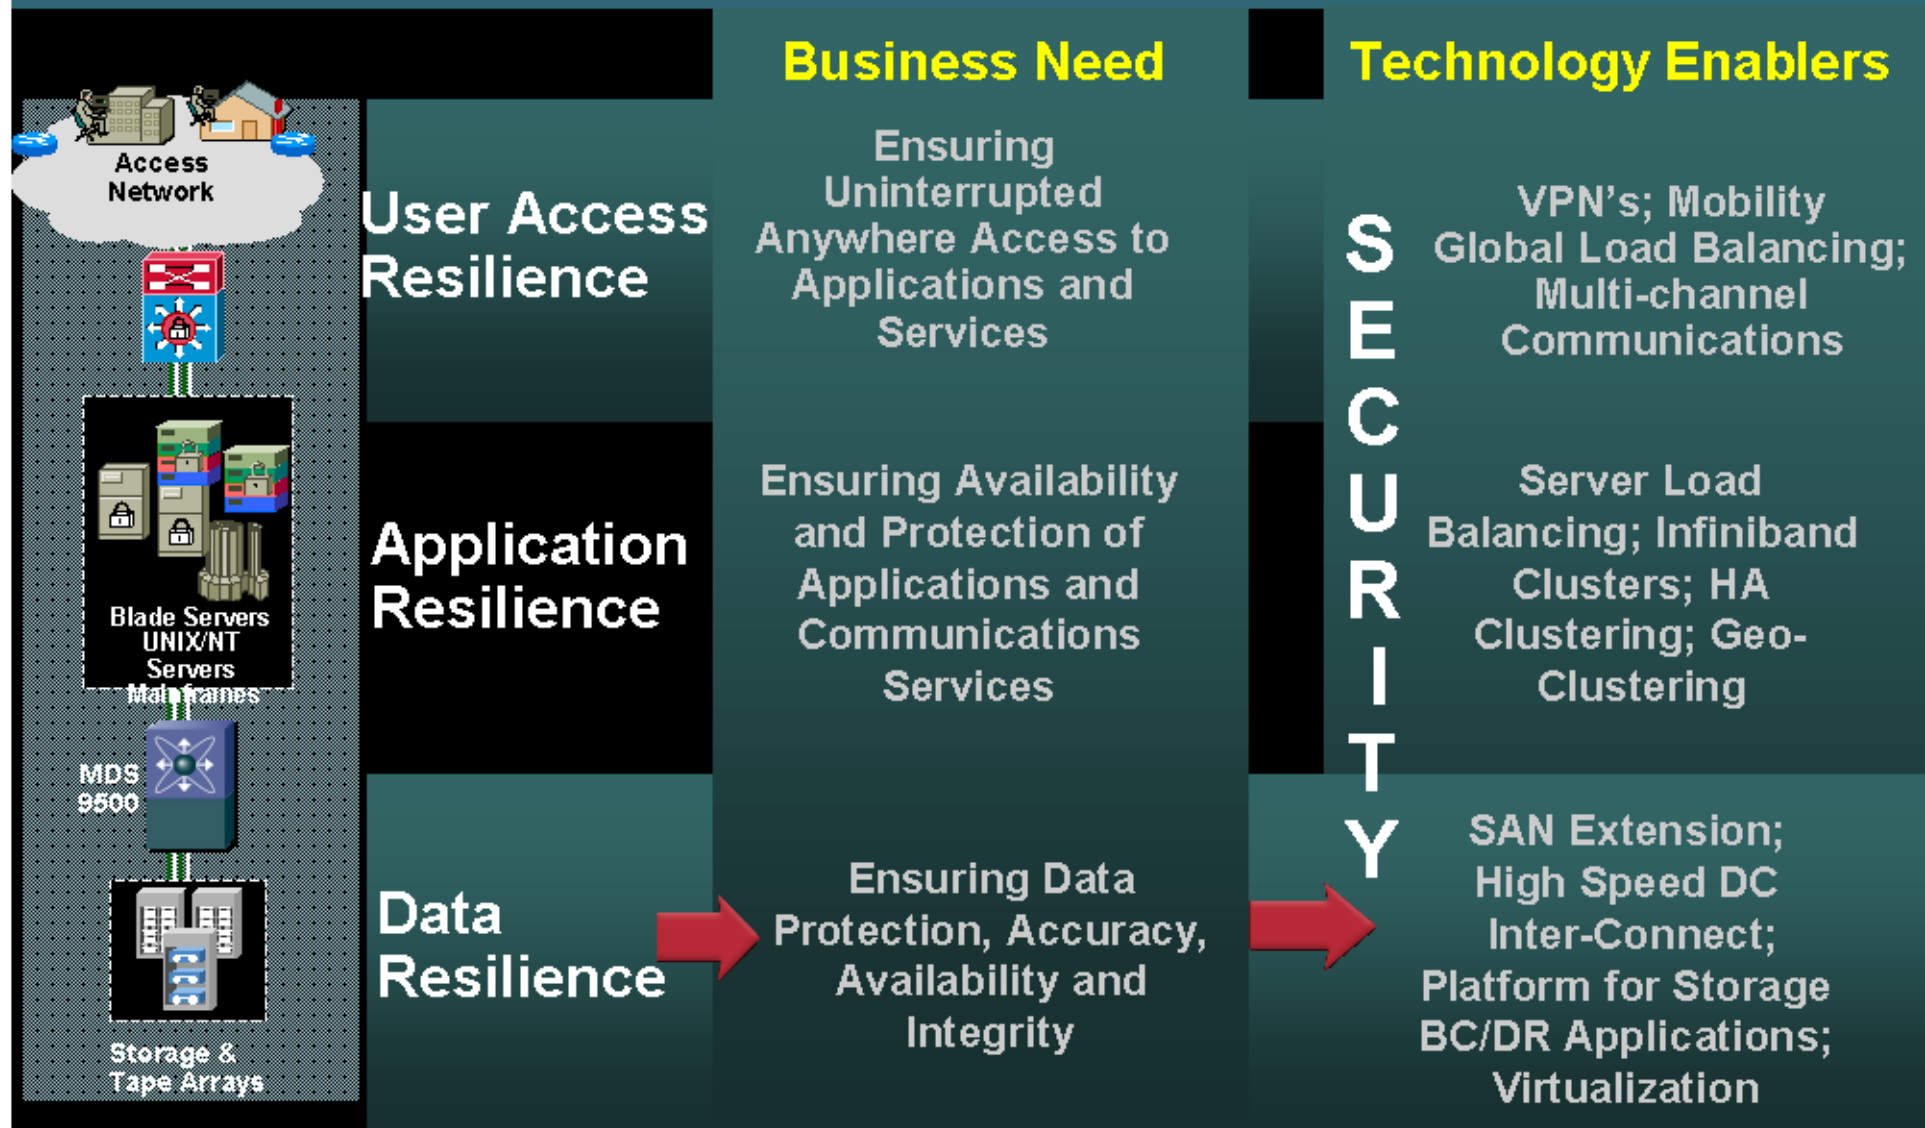 Business Need
Technology Enablers
Access
Network
User Access
Resilience
Ensuring
Uninterrupted
Anywhere Access to
Applications and
Services
SECURITY
VPN's; Mobility
Global Load Balancing;
Multi-channel
Communications
Blade Servers
UNIX/NT
Servers
Mainframes
Application
Resilience
Ensuring Availability
and Protection of
Applications and
Communications
Services
Server Load
Balancing; Infiniband
Clusters; HA
Clustering; Geo-
Clustering
MDS
9500
Storage &
Tape Arrays
Data
Resilience
Ensuring Data
Protection, Accuracy,
Availability and
Integrity
SAN Extension;
High Speed DC
Inter-Connect;
Platform for Storage
BC/DR Applications;
Virtualization